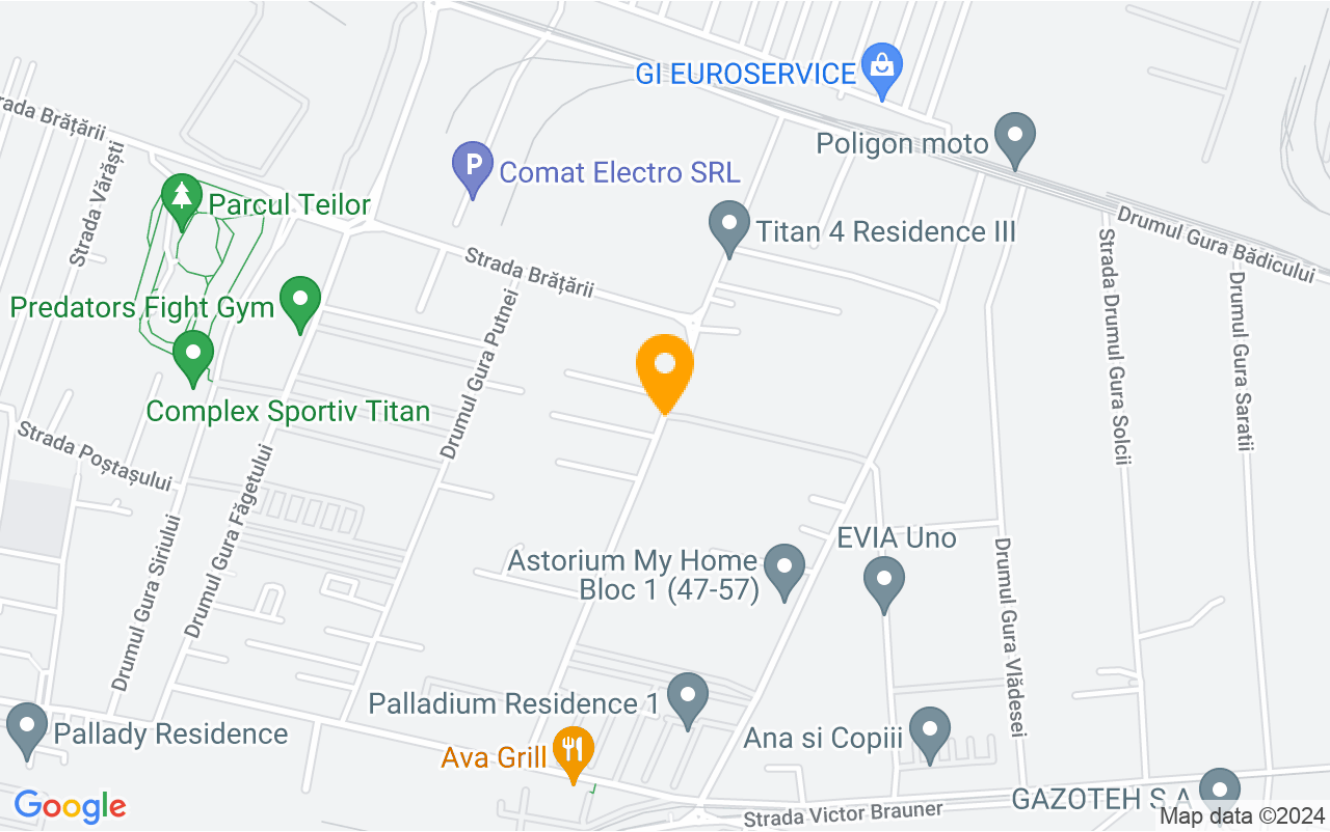 GI EUROSERVICE
Poligon moto
rada Brățării
Strada Vărăști
P
Comat Electro SRL
Parcul Teilor
Titan 4 Residence III
Drumul Gura Bădicului
Strada Brățării
Predators Fight Gym
Drumul Gura Putnei
Strada Drumul Gura Solcii
Drumul Gura Saratii
Complex Sportiv Titan
Strada Poștașului
Drumul Gura Siriului
Drumul Gura Făgetului
EVIA Uno
Astorium My Home
Bloc 1 (47-57)
Drumul Gura Vlădesei
Palladium Residence 1
Pallady Residence
Ana si Copiii
Ava Grill
GAZOTEH S.A
Strada Victor Brauner
Google
Map data ©2024